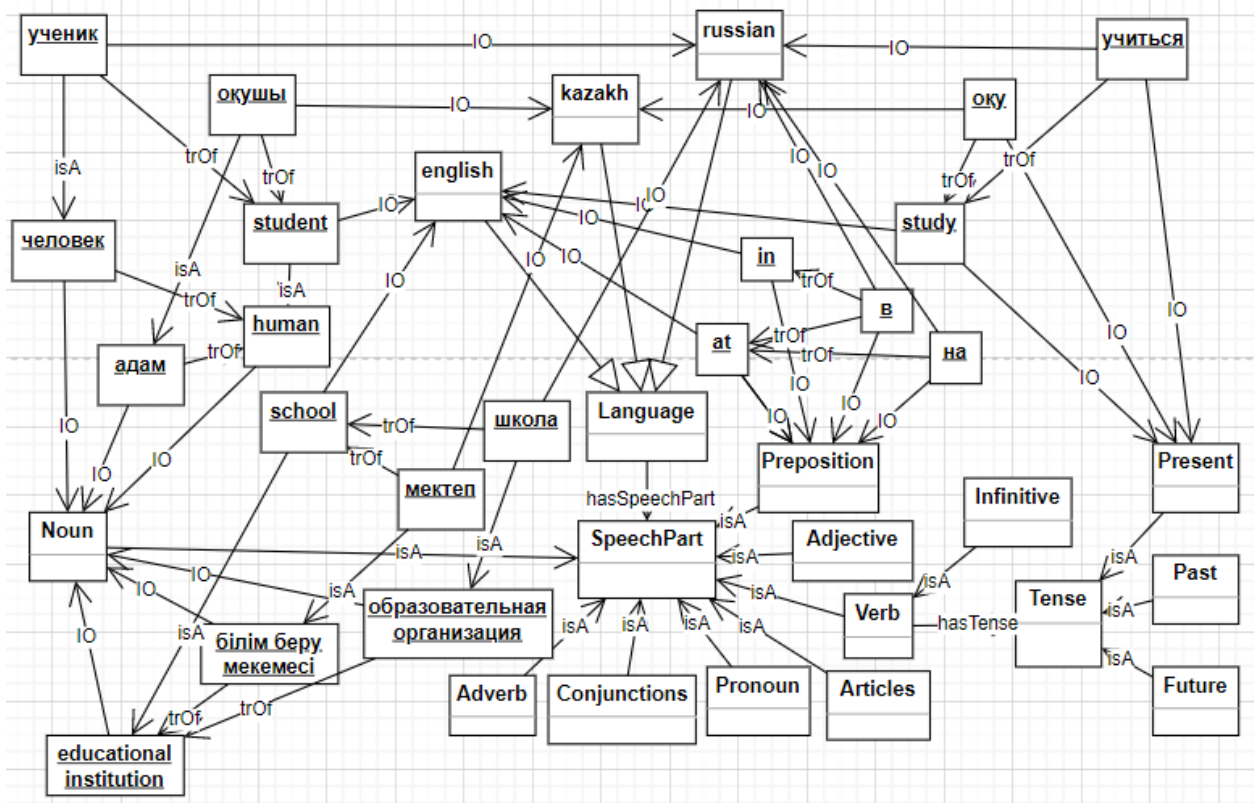 ученик
IO
russian
IO
учиться
оқушы
IO
kazakh
IO
оқу
isA
trOf
trOf
english
IO
IO
trOf
trOf
IO
IO
IO
student
IO
study
человек
isA
isA
trOf
human
IO
IO
IO
in
trOf
в
адам
trOf
at
trOf
trOf
на
IO
IO
IO
IO
IO
IO
school
trOf
школа
Language
IO
IO
IO
trOf
мектеп
Preposition
Present
hasSpeechPart
Infinitive
Noun
isA
isA
SpeechPart
isA
isA
Adjective
isA
Past
IO
IO
isA
образовательная
организация
isA
Verb
isA
hasTense
Tense
isA
IO
isA
білім беру
мекемесі
isA
isA
isA
isA
isA
Future
trOf
trOf
Adverb
Conjunctions
Pronoun
Articles
educational
institution